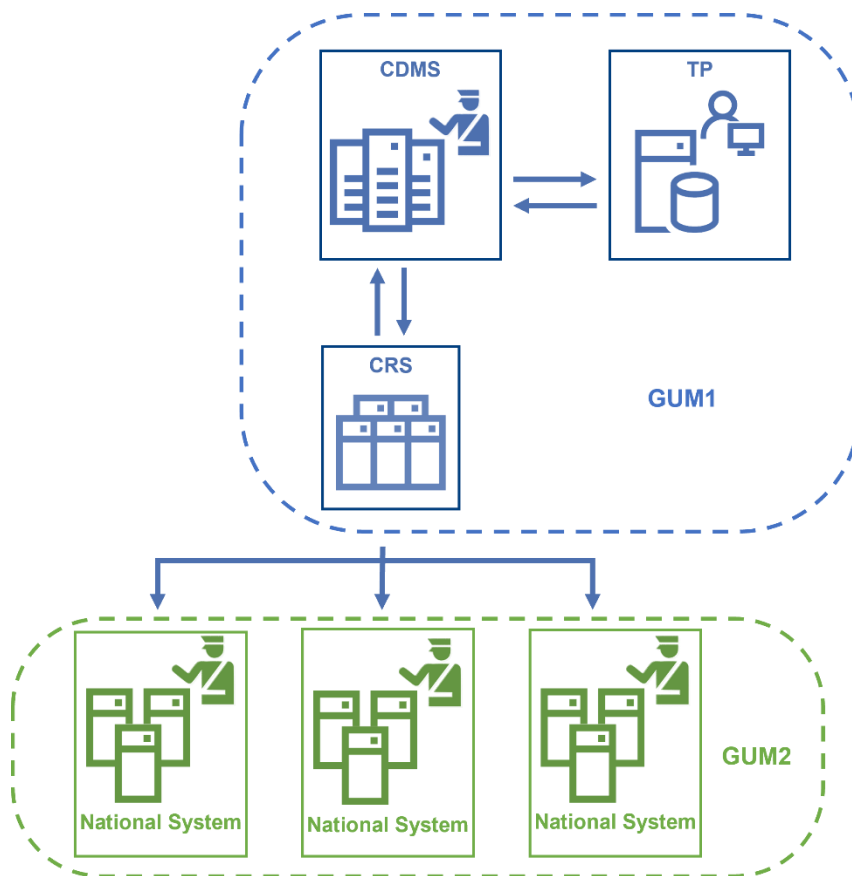 CDMS
TP
CRS
GUM1
National System
National System
National System
GUM2